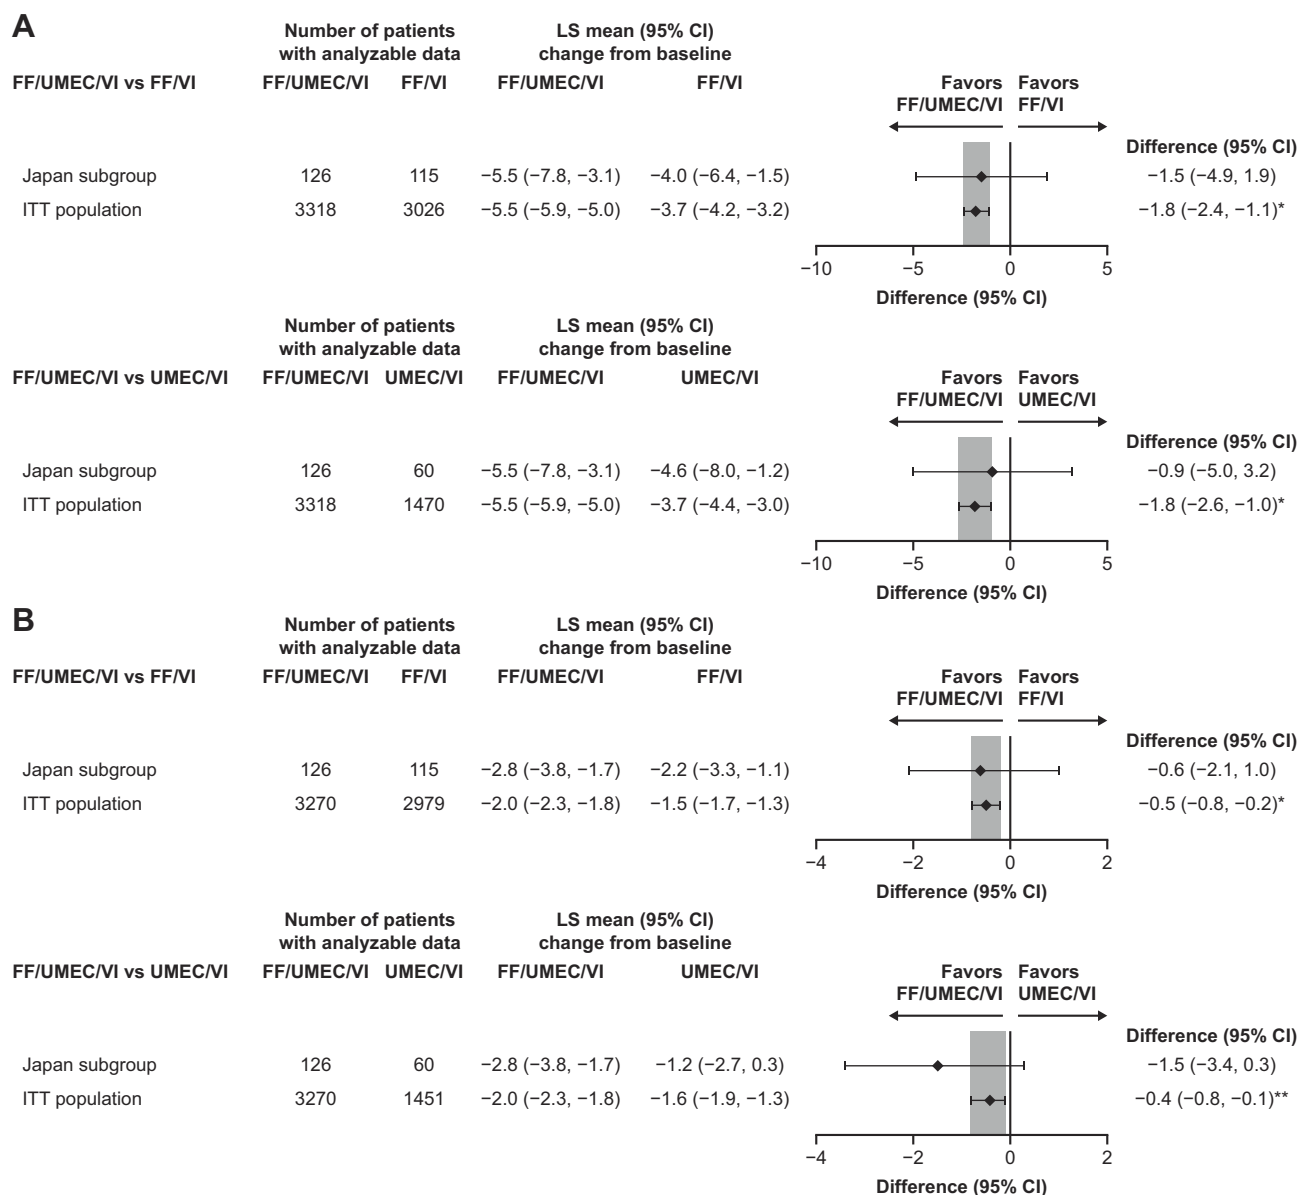 A
Number of patients with analyzable data
LS mean (95% CI) change from baseline
FF/UMEC/VI vs FF/VI FF/UMEC/VI FF/VI FF/UMEC/VI FF/VI
Favors FF/UMEC/VI
Favors FF/VI
Difference (95% CI)
Japan subgroup 126 115 −5.5 (−7.8, −3.1) −4.0 (−6.4, −1.5) −1.5 (−4.9, 1.9)
ITT population 3318 3026 −5.5 (−5.9, −5.0) −3.7 (−4.2, −3.2) −1.8 (−2.4, −1.1)*
−10 −5 0 5
Difference (95% CI)
Number of patients with analyzable data
LS mean (95% CI) change from baseline
FF/UMEC/VI vs UMEC/VI FF/UMEC/VI UMEC/VI FF/UMEC/VI UMEC/VI
Favors FF/UMEC/VI
Favors UMEC/VI
Difference (95% CI)
Japan subgroup 126 60 −5.5 (−7.8, −3.1) −4.6 (−8.0, −1.2) −0.9 (−5.0, 3.2)
ITT population 3318 1470 −5.5 (−5.9, −5.0) −3.7 (−4.4, −3.0) −1.8 (−2.6, −1.0)*
−10 −5 0 5
Difference (95% CI)
B
Number of patients with analyzable data
LS mean (95% CI) change from baseline
FF/UMEC/VI vs FF/VI FF/UMEC/VI FF/VI FF/UMEC/VI FF/VI
Favors FF/UMEC/VI
Favors FF/VI
Difference (95% CI)
Japan subgroup 126 115 −2.8 (−3.8, −1.7) −2.2 (−3.3, −1.1) −0.6 (−2.1, 1.0)
ITT population 3270 2979 −2.0 (−2.3, −1.8) −1.5 (−1.7, −1.3) −0.5 (−0.8, −0.2)*
−4 −2 0 2
Difference (95% CI)
Number of patients with analyzable data
LS mean (95% CI) change from baseline
FF/UMEC/VI vs UMEC/VI FF/UMEC/VI UMEC/VI FF/UMEC/VI UMEC/VI
Favors FF/UMEC/VI
Favors UMEC/VI
Difference (95% CI)
Japan subgroup 126 60 −2.8 (−3.8, −1.7) −1.2 (−2.7, 0.3) −1.5 (−3.4, 0.3)
ITT population 3270 1451 −2.0 (−2.3, −1.8) −1.6 (−1.9, −1.3) −0.4 (−0.8, −0.1)**
−4 −2 0 2
Difference (95% CI)